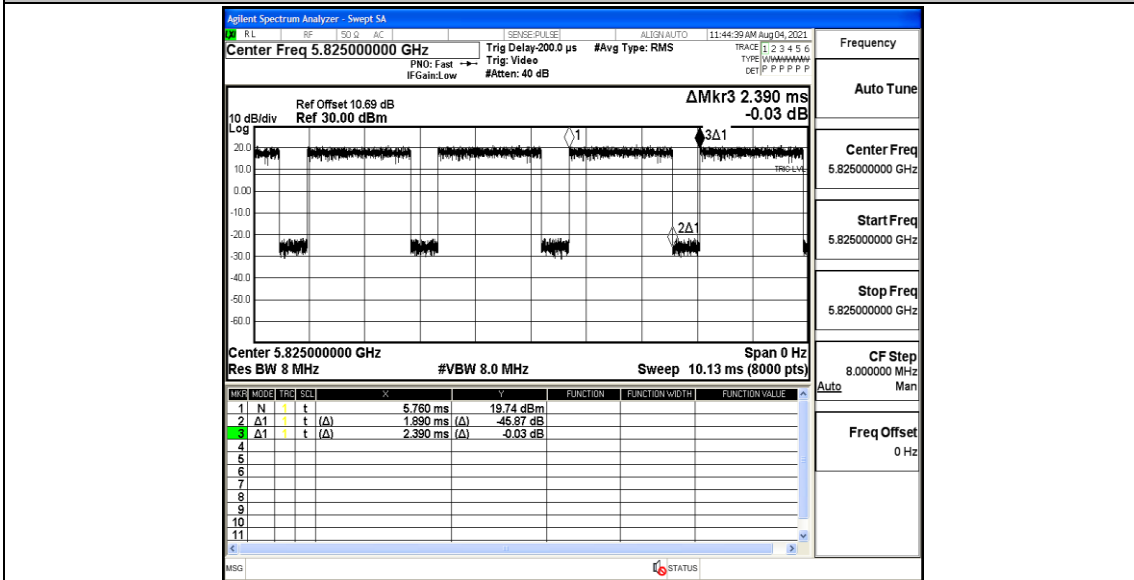 Agilent Spectrum Analyzer - Swept SA
RL RF 50 Ω AC SENSE:PULSE ALIGN AUTO 11:44:39 AM Aug 04, 2021
Center Freq 5.825000000 GHz
PNO: Fast
IFGain:Low
Trig Delay-200.0 µs
Trig: Video
#Atten: 40 dB
#Avg Type: RMS
TRACE 1 2 3 4 5 6
TYPE
DET P P P P P P
Frequency
ΔMkr3 2.390 ms
-0.03 dB
Ref Offset 10.69 dB
10 dB/div Ref 30.00 dBm
Log
1
3Δ1
20.0
10.0
TRIG LVL
0.00
-10.0
2Δ1
-20.0
-30.0
-40.0
-50.0
-60.0
Center 5.825000000 GHz Span 0 Hz
Res BW 8 MHz #VBW 8.0 MHz Sweep 10.13 ms (8000 pts)
MKR MODE TRC SCL X Y FUNCTION FUNCTION WIDTH FUNCTION VALUE
1 N 1 t 5.760 ms 19.74 dBm
2 Δ1 1 t (Δ) 1.890 ms (Δ) -45.87 dB
3 Δ1 1 t (Δ) 2.390 ms (Δ) -0.03 dB
4
5
6
7
8
9
10
11
MSG STATUS
Auto Tune
Center Freq
5.825000000 GHz
Start Freq
5.825000000 GHz
Stop Freq
5.825000000 GHz
CF Step
8.000000 MHz
Auto Man
Freq Offset
0 Hz